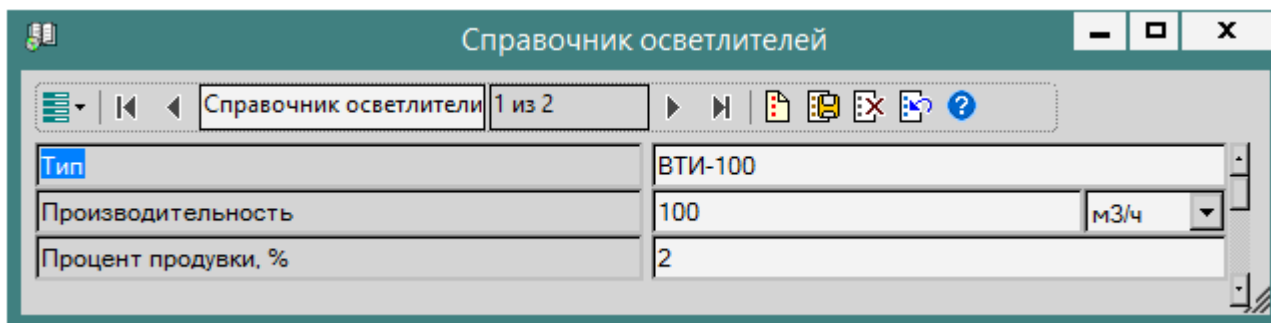 Справочник осветлителей
Справочник осветлители 1 из 2
Тип ВТИ-100
Производительность 100 м3/ч
Процент продувки, % 2